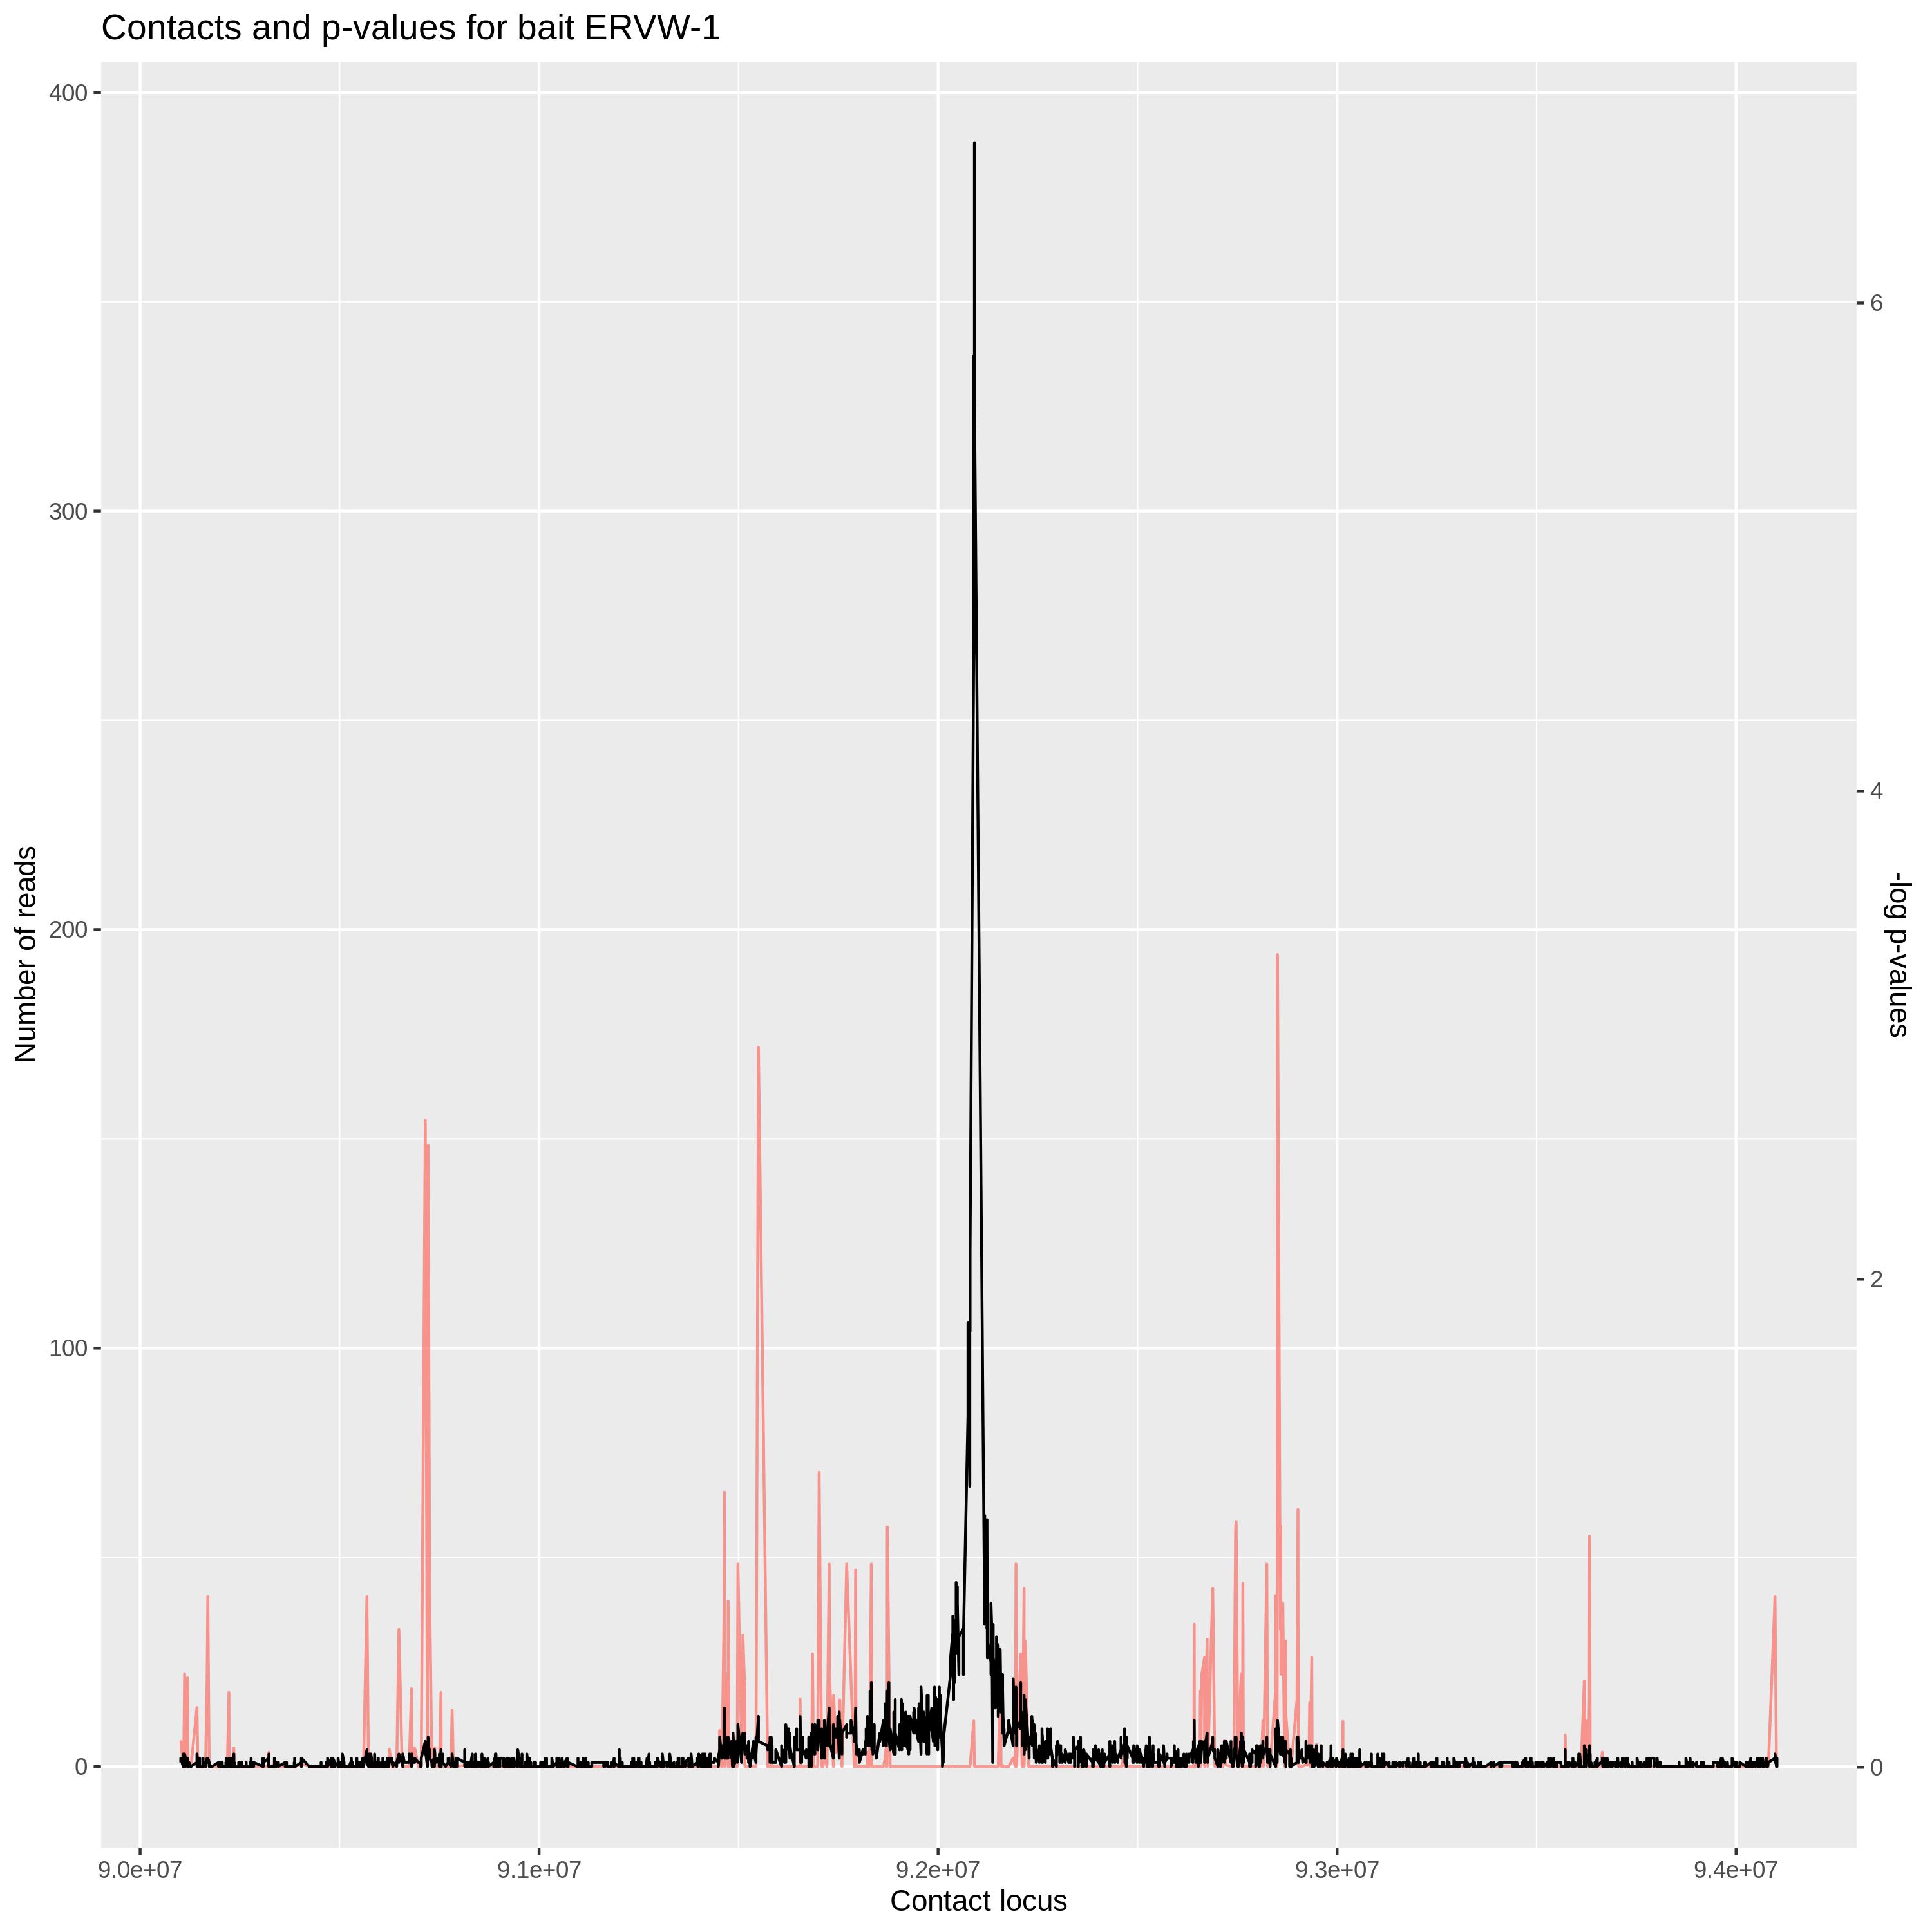 Contacts and p-values for bait ERVW-1
400
300
200
100
0
Number of reads
6
4
2
0
-log p-values
9.0e+07 9.1e+07 9.2e+07 9.3e+07 9.4e+07
Contact locus